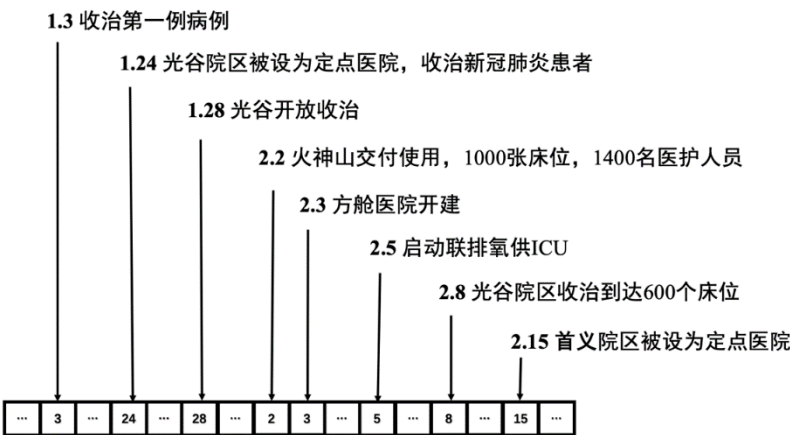 1.3 收治第一例病例
1.24 光谷院区被设为定点医院，收治新冠肺炎患者
1.28 光谷开放收治
2.2 火神山交付使用，1000张床位，1400名医护人员
2.3 方舱医院开建
2.5 启动联排氧供ICU
2.8 光谷院区收治到达600个床位
2.15 首义院区被设为定点医院
... 3 ... 24 ... 28 ... 2 3 ... 5 ... 8 ... 15 ...